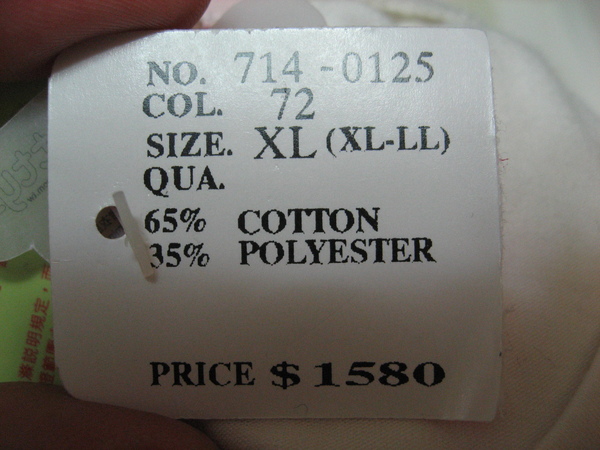 NO. 714-0125
COL. 72
SIZE. XL (XL-LL)
QUA.
65% COTTON
35% POLYESTER
PRICE $1580